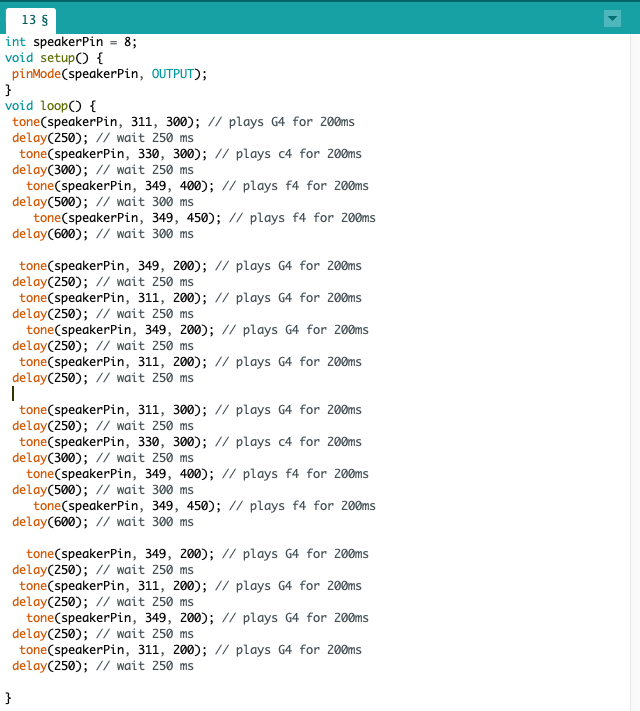 13 §
int speakerPin = 8;
void setup() {
pinMode(speakerPin, OUTPUT);
}
void loop() {
tone(speakerPin, 311, 300); // plays G4 for 200ms
delay(250); // wait 250 ms
tone(speakerPin, 330, 300); // plays c4 for 200ms
delay(300); // wait 250 ms
tone(speakerPin, 349, 400); // plays f4 for 200ms
delay(500); // wait 300 ms
tone(speakerPin, 349, 450); // plays f4 for 200ms
delay(600); // wait 300 ms
tone(speakerPin, 349, 200); // plays G4 for 200ms
delay(250); // wait 250 ms
tone(speakerPin, 311, 200); // plays G4 for 200ms
delay(250); // wait 250 ms
tone(speakerPin, 349, 200); // plays G4 for 200ms
delay(250); // wait 250 ms
tone(speakerPin, 311, 200); // plays G4 for 200ms
delay(250); // wait 250 ms
tone(speakerPin, 311, 300); // plays G4 for 200ms
delay(250); // wait 250 ms
tone(speakerPin, 330, 300); // plays c4 for 200ms
delay(300); // wait 250 ms
tone(speakerPin, 349, 400); // plays f4 for 200ms
delay(500); // wait 300 ms
tone(speakerPin, 349, 450); // plays f4 for 200ms
delay(600); // wait 300 ms
tone(speakerPin, 349, 200); // plays G4 for 200ms
delay(250); // wait 250 ms
tone(speakerPin, 311, 200); // plays G4 for 200ms
delay(250); // wait 250 ms
tone(speakerPin, 349, 200); // plays G4 for 200ms
delay(250); // wait 250 ms
tone(speakerPin, 311, 200); // plays G4 for 200ms
delay(250); // wait 250 ms
}